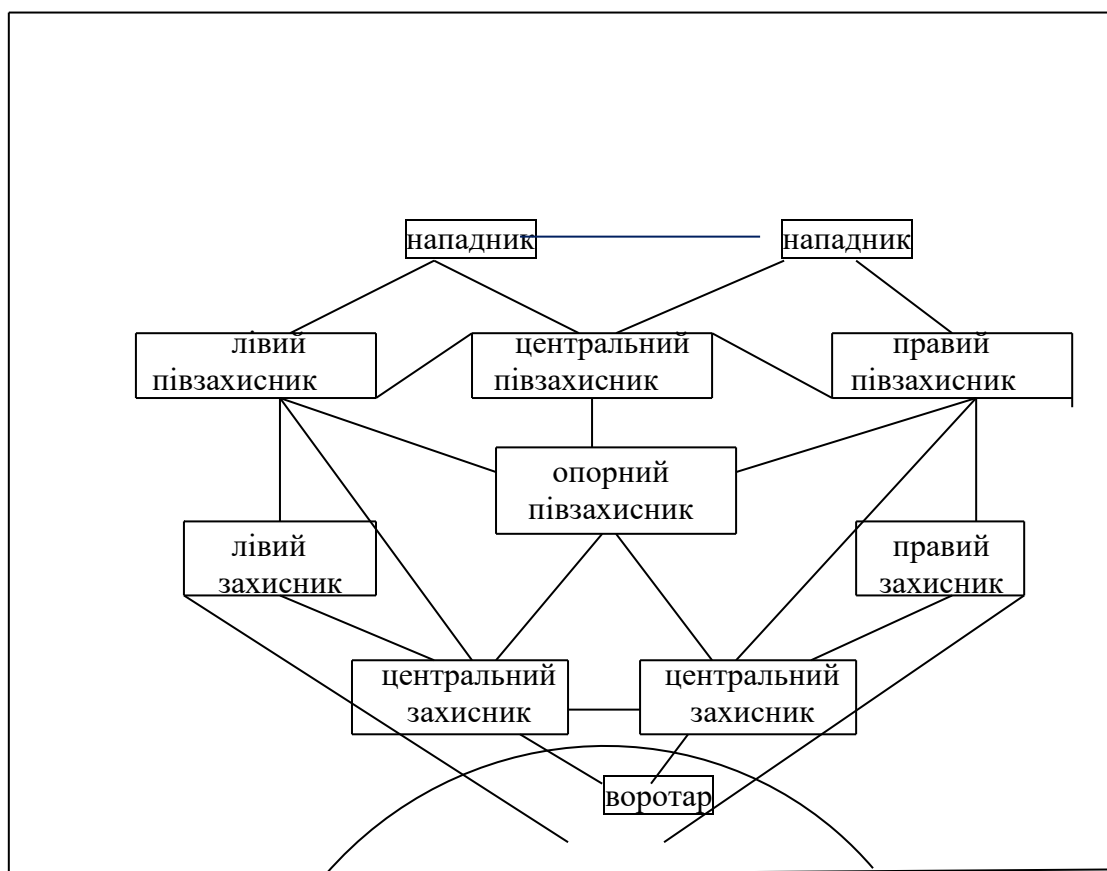 нападник
нападник
лівий
півзахисник
центральний
півзахисник
правий
півзахисник
опорний
півзахисник
лівий
захисник
правий
захисник
центральний
захисник
центральний
захисник
воротар